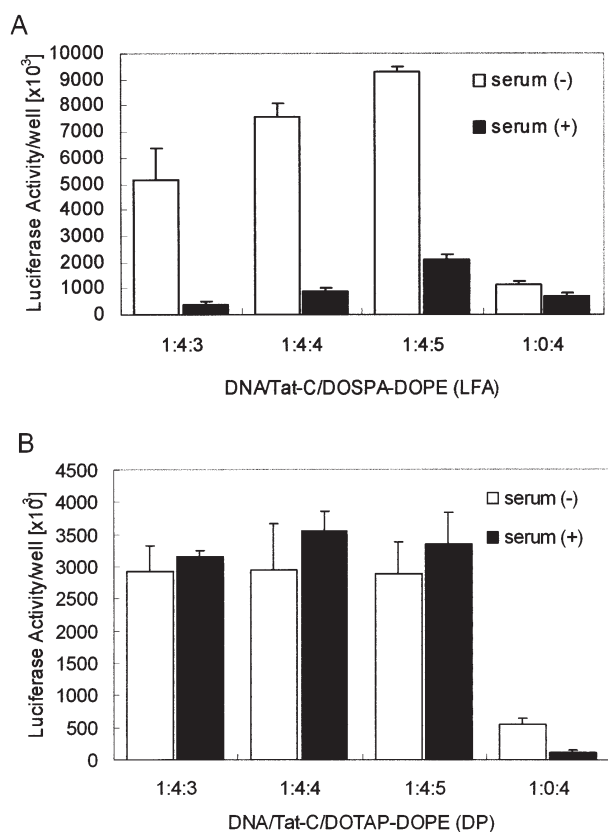 A
Luciferase Activity/well [x10³]
10000
9000
8000
7000
6000
5000
4000
3000
2000
1000
0
serum (-)
serum (+)
1:4:3 1:4:4 1:4:5 1:0:4
DNA/Tat-C/DOSPA-DOPE (LFA)
B
Luciferase Activity/well [x10³]
4500
4000
3500
3000
2500
2000
1500
1000
500
0
serum (-)
serum (+)
1:4:3 1:4:4 1:4:5 1:0:4
DNA/Tat-C/DOTAP-DOPE (DP)